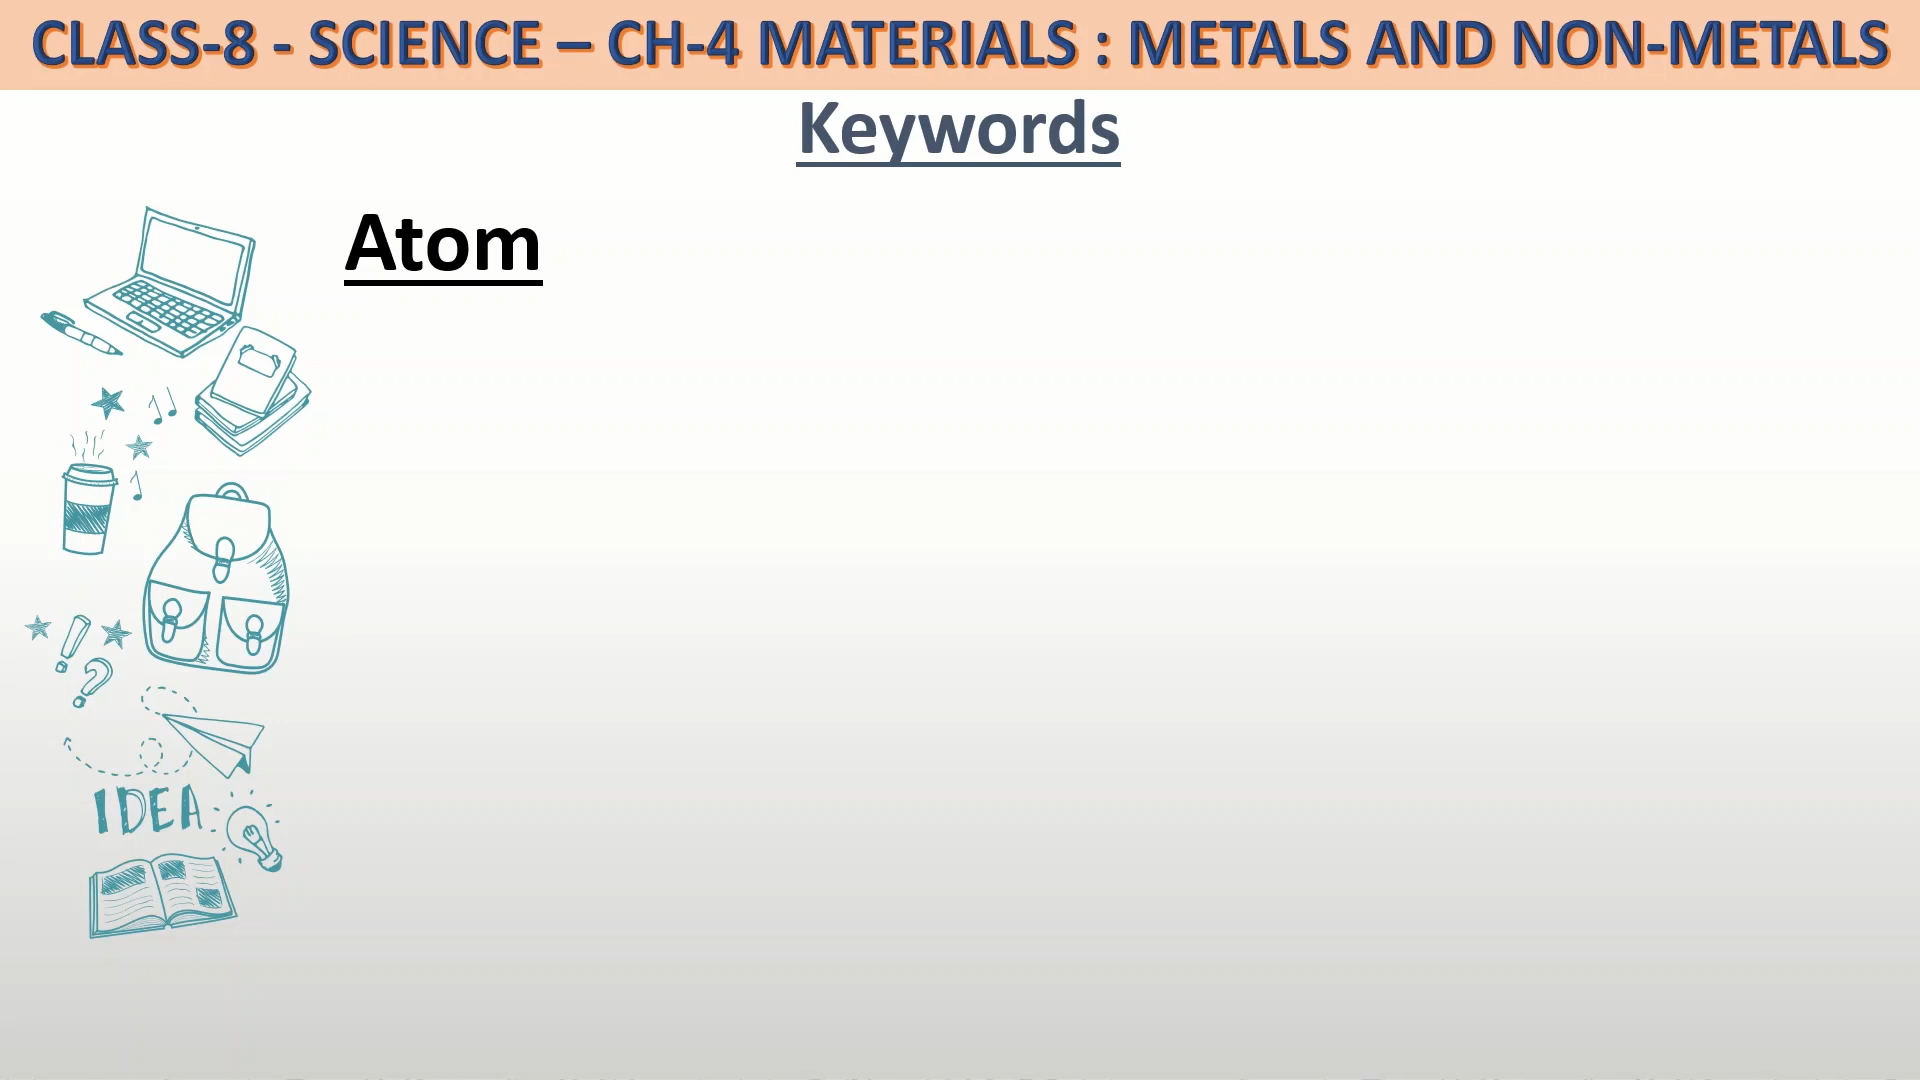 CLASS-8 - SCIENCE – CH-4 MATERIALS : METALS AND NON-METALS
Keywords
Atom
IDEA